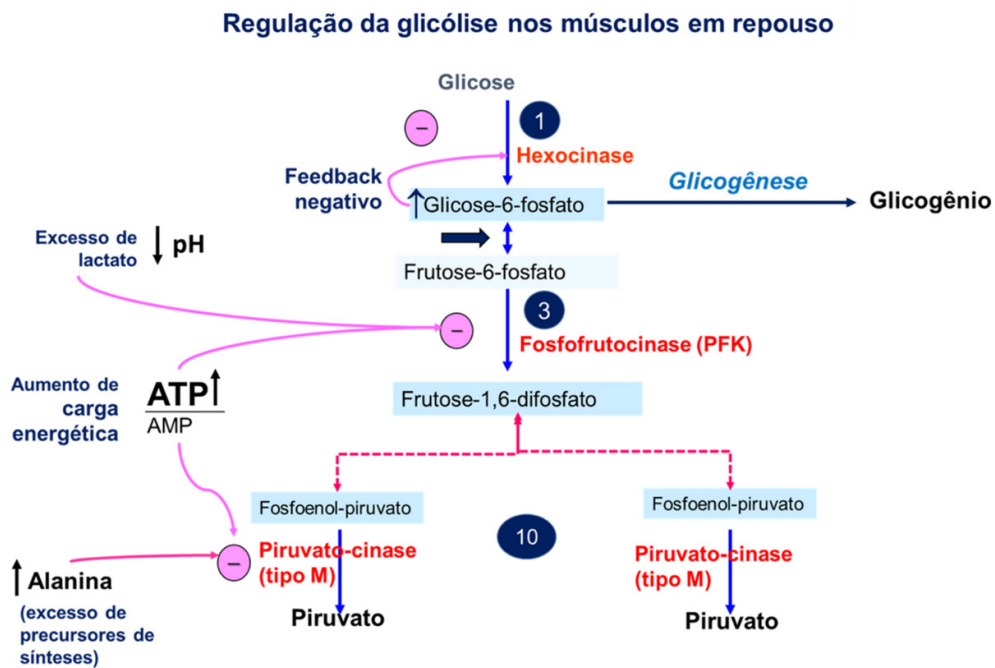 Regulação da glicólise nos músculos em repouso
Glicose
1
−
Hexocinase
Feedback
negativo
↑Glicose-6-fosfato
Glicogênese
Glicogênio
Excesso de
lactato
↓ pH
Frutose-6-fosfato
3
−
Fosfofrutocinase (PFK)
Aumento de
carga
energética
ATP↑
AMP
Frutose-1,6-difosfato
Fosfoenol-piruvato
Fosfoenol-piruvato
10
−
Piruvato-cinase
(tipo M)
Piruvato-cinase
(tipo M)
↑ Alanina
(excesso de
precursores de
sínteses)
Piruvato
Piruvato